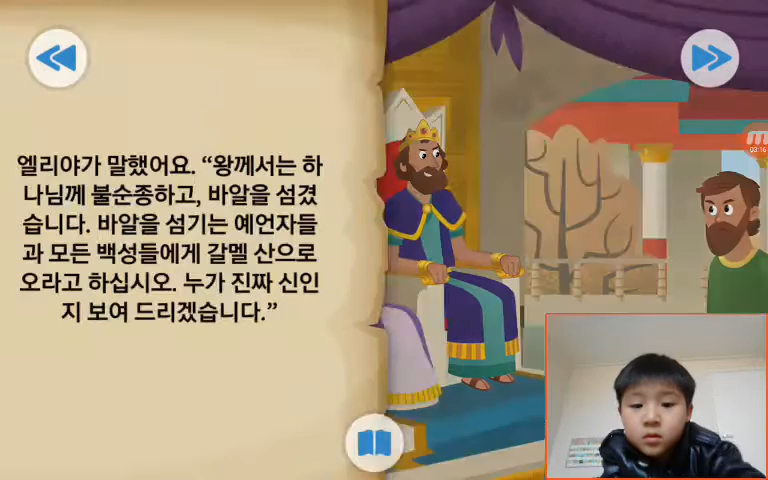 엘리야가 말했어요. “왕께서는 하
나님께 불순종하고, 바알을 섬겼
습니다. 바알을 섬기는 예언자들
과 모든 백성들에게 갈멜 산으로
오라고 하십시오. 누가 진짜 신인
지 보여 드리겠습니다.”
03:16